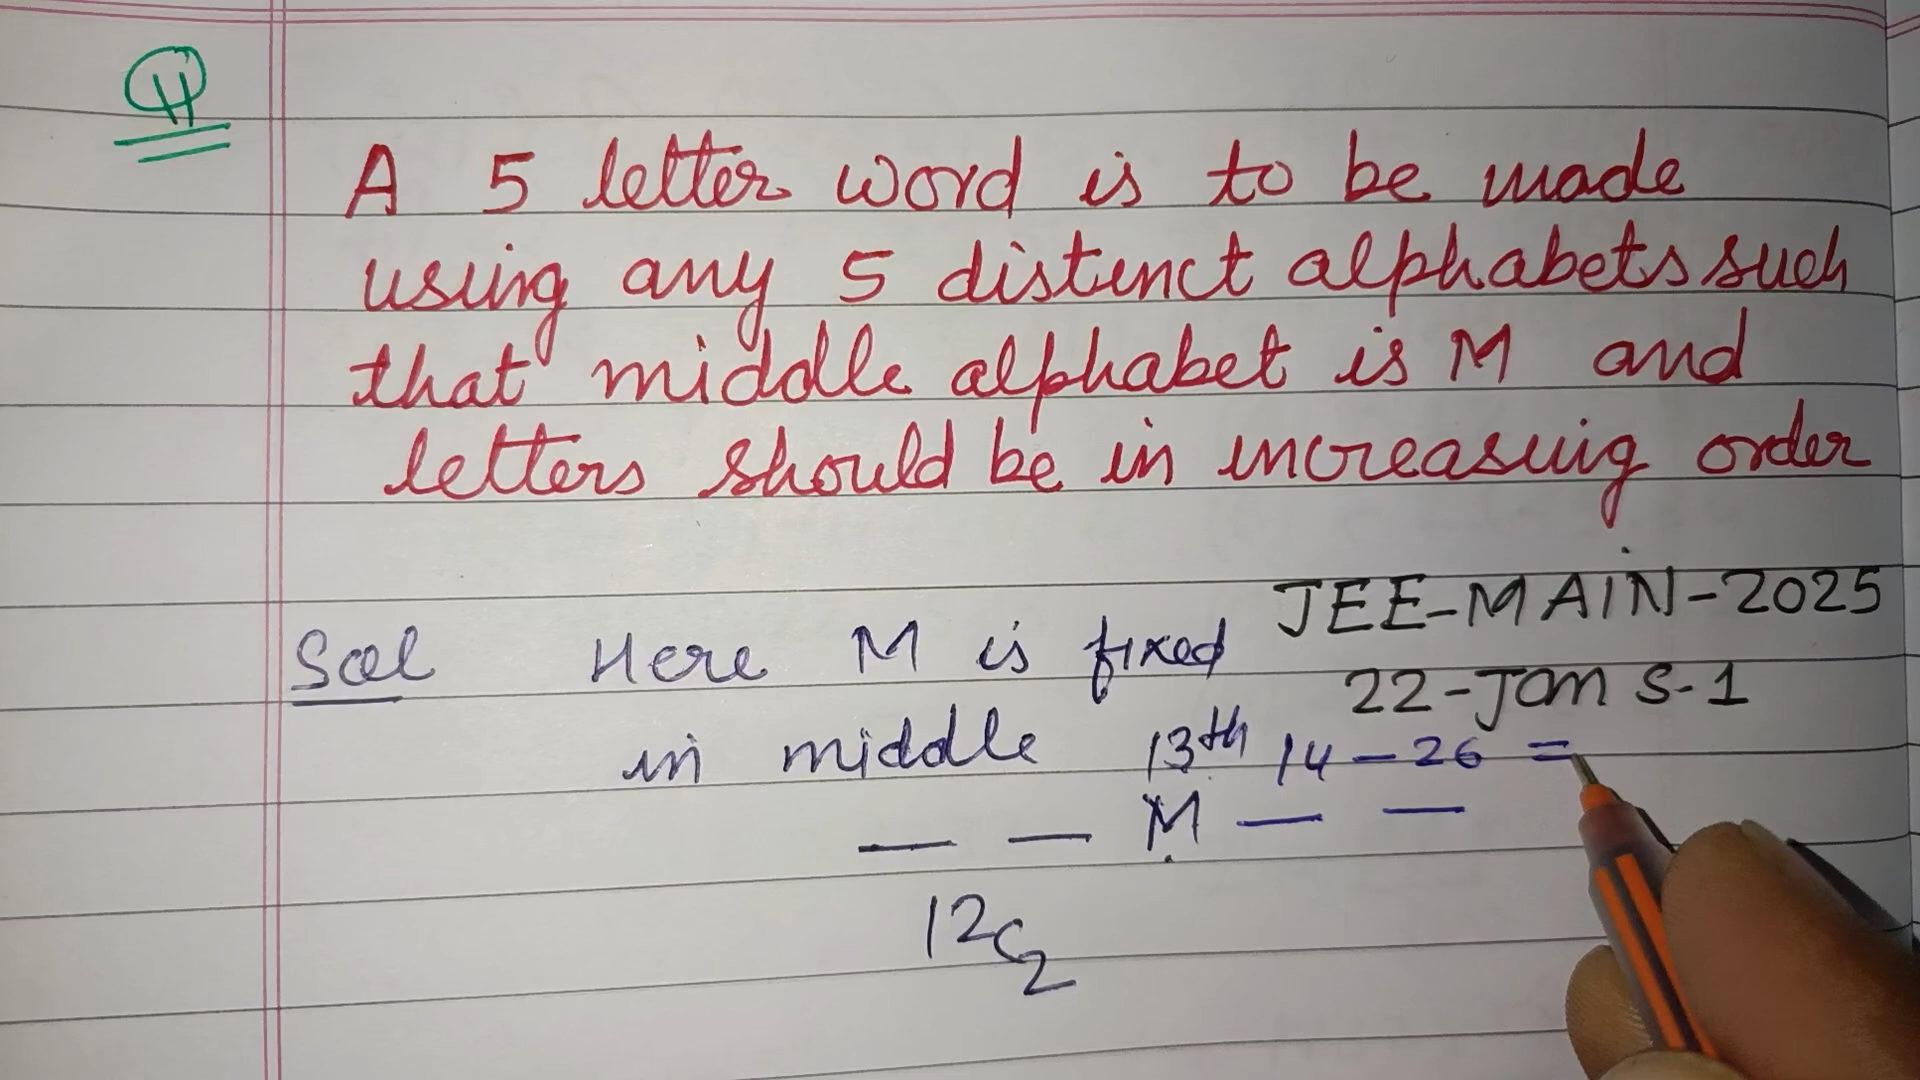 Q
A 5 letter word is to be made
using any 5 distinct alphabets such
that middle alphabet is M and
letters should be in increasing order
JEE-MAIN-2025
Sol Here M is fixed
22-Jan S-1
in middle 13th 14-26 =
— — M — —
12C2